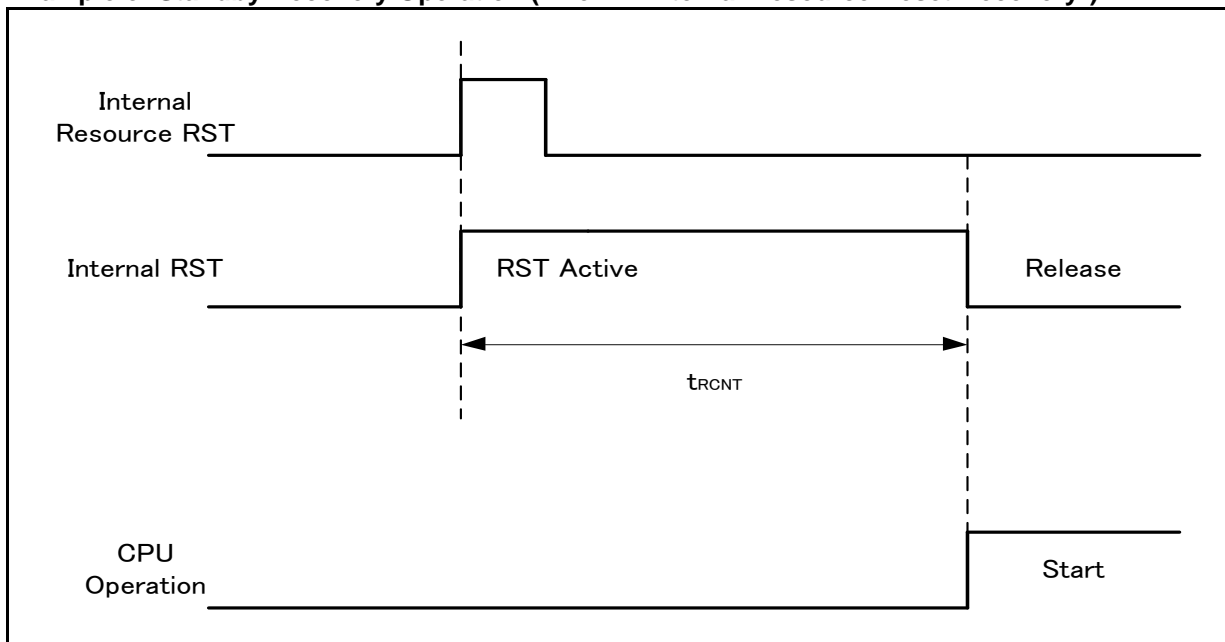 Internal
Resource RST
Internal RST
RST Active
Release
tRCNT
CPU
Operation
Start